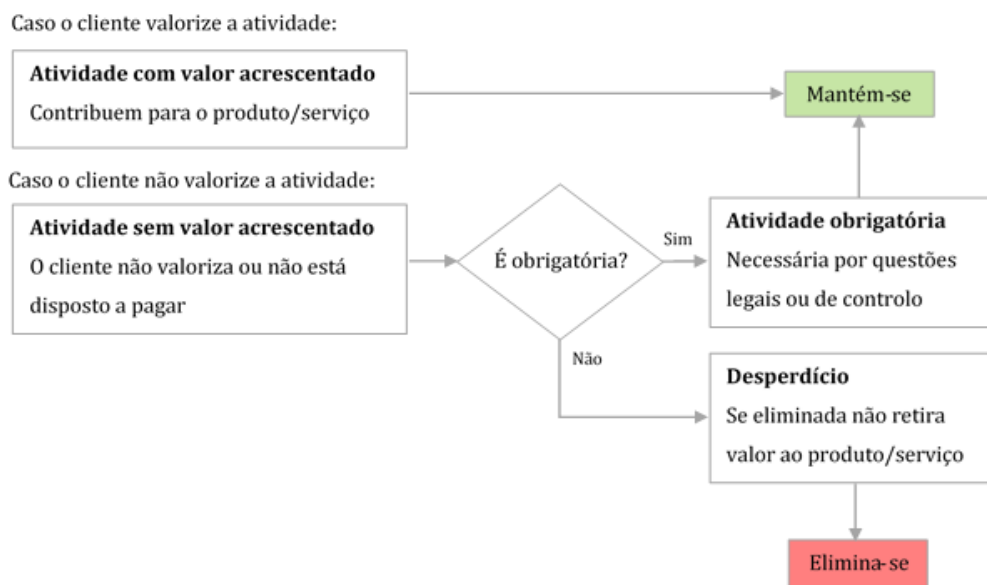 Caso o cliente valorize a atividade:
Atividade com valor acrescentado
Contribuem para o produto/serviço
Mantém-se
Caso o cliente não valorize a atividade:
Atividade sem valor acrescentado
O cliente não valoriza ou não está
disposto a pagar
É obrigatória?
Sim
Atividade obrigatória
Necessária por questões
legais ou de controlo
Não
Desperdício
Se eliminada não retira
valor ao produto/serviço
Elimina-se